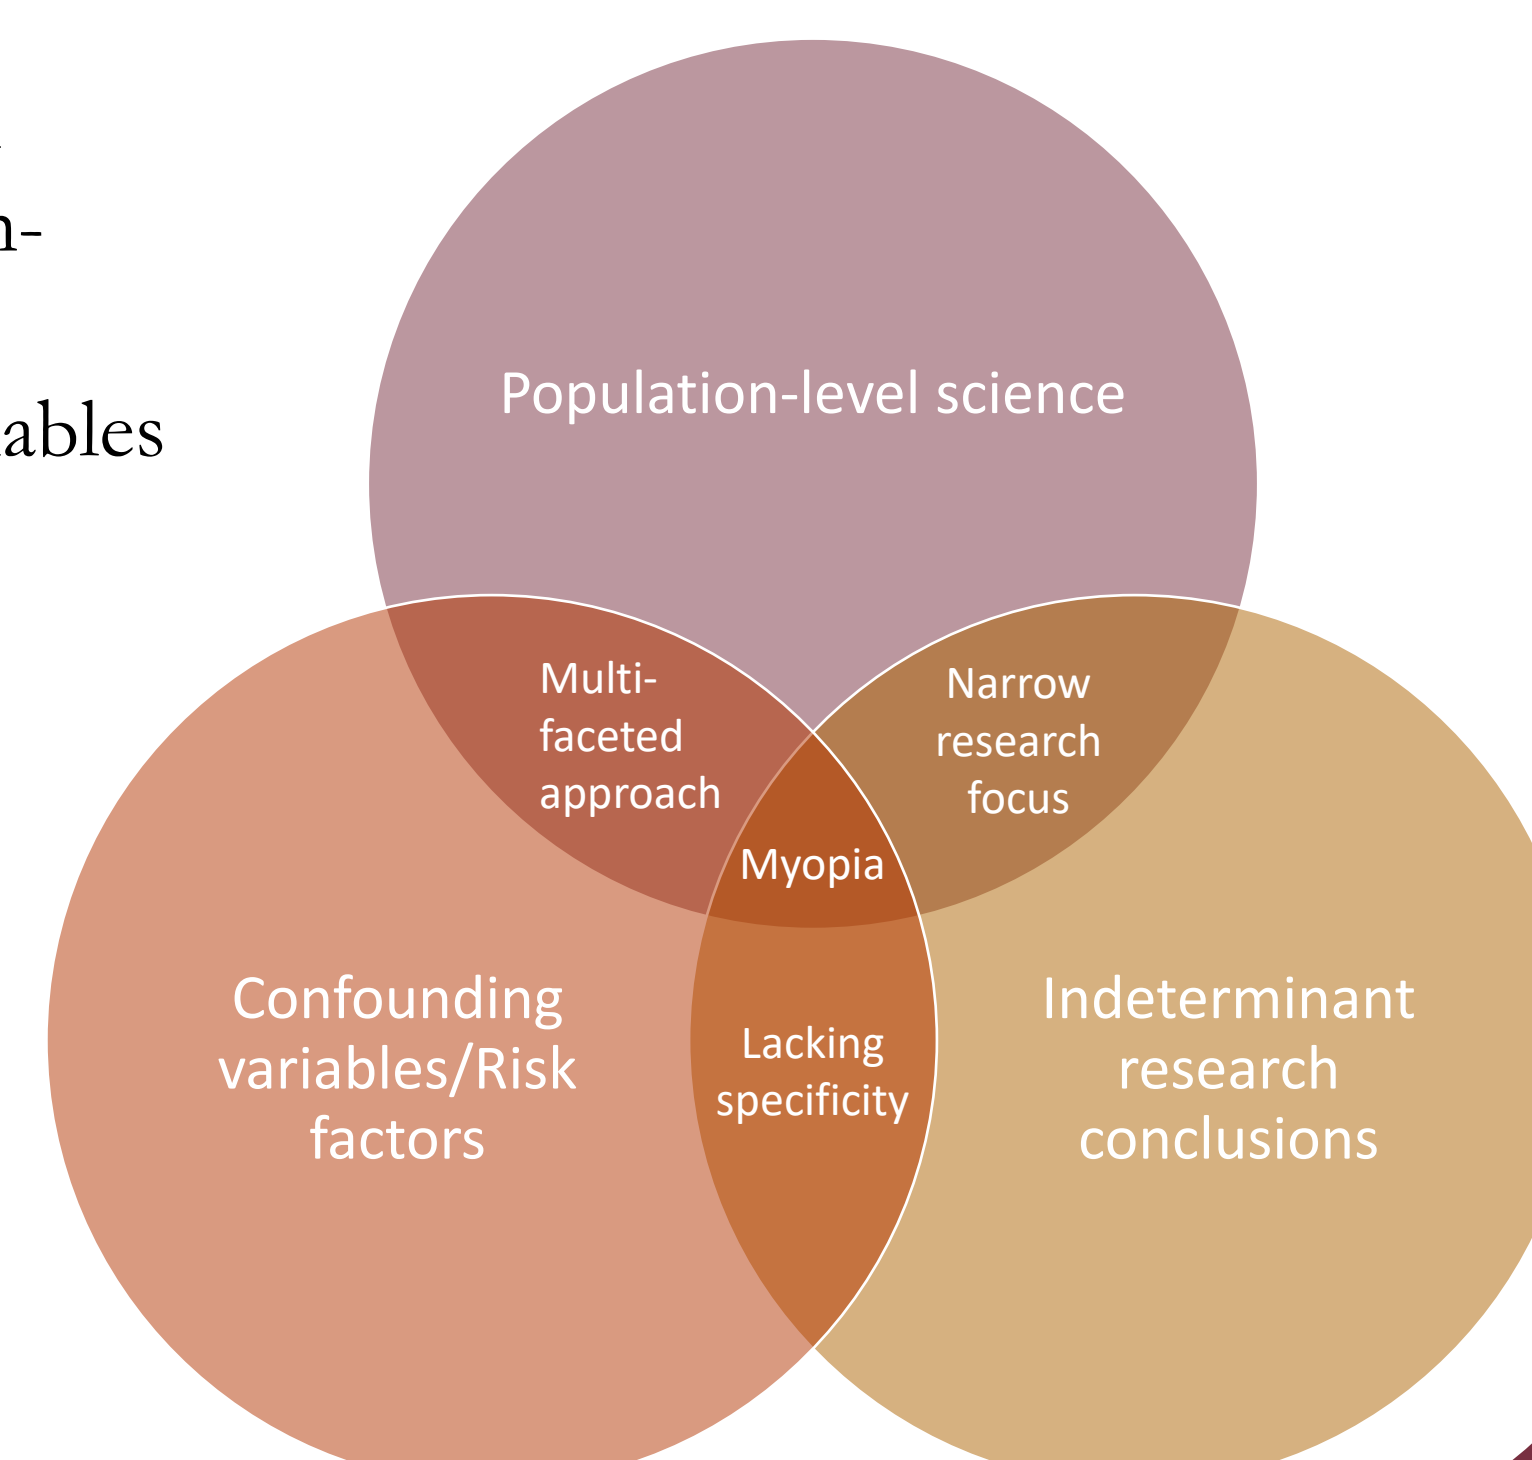 ables
Population-level science
Multi-
faceted
approach
Narrow
research
focus
Myopia
Confounding
variables/Risk
factors
Lacking
specificity
Indeterminant
research
conclusions